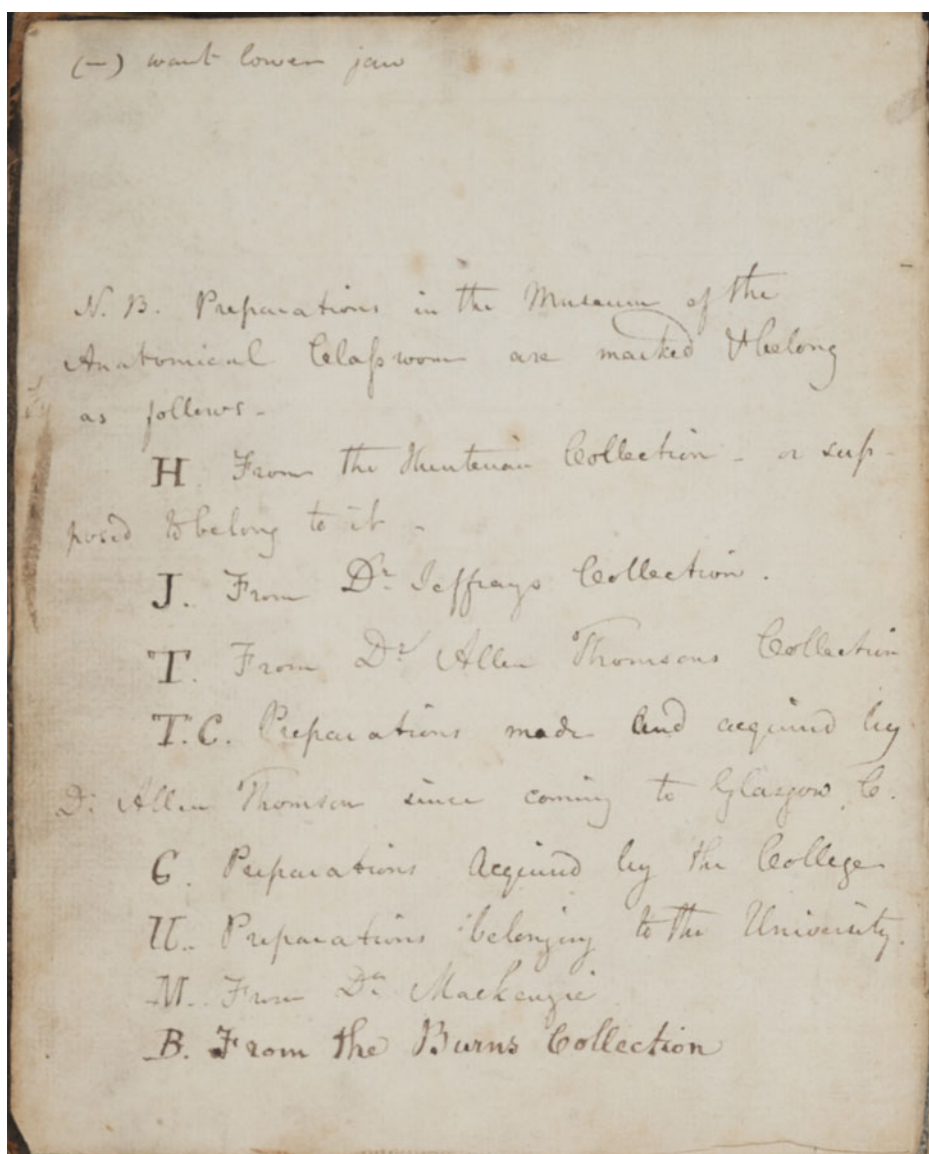 (—) want lower jaw
N. B. Preparations in the Museum of the
Anatomical Classroom are marked & belong
as follows -
H. From the Hunterian Collection - or sup-
posed to belong to it -
J. From Dr. Jeffrays Collection.
T. From Dr. Allen Thomsons Collection
T.C. Preparations made and acquired by
Dr. Allen Thomson since coming to Glasgow C.
C. Preparations Acquired by the College
U. Preparations belonging to the University.
M. From Dr. Mackenzie
B. From the Burns Collection